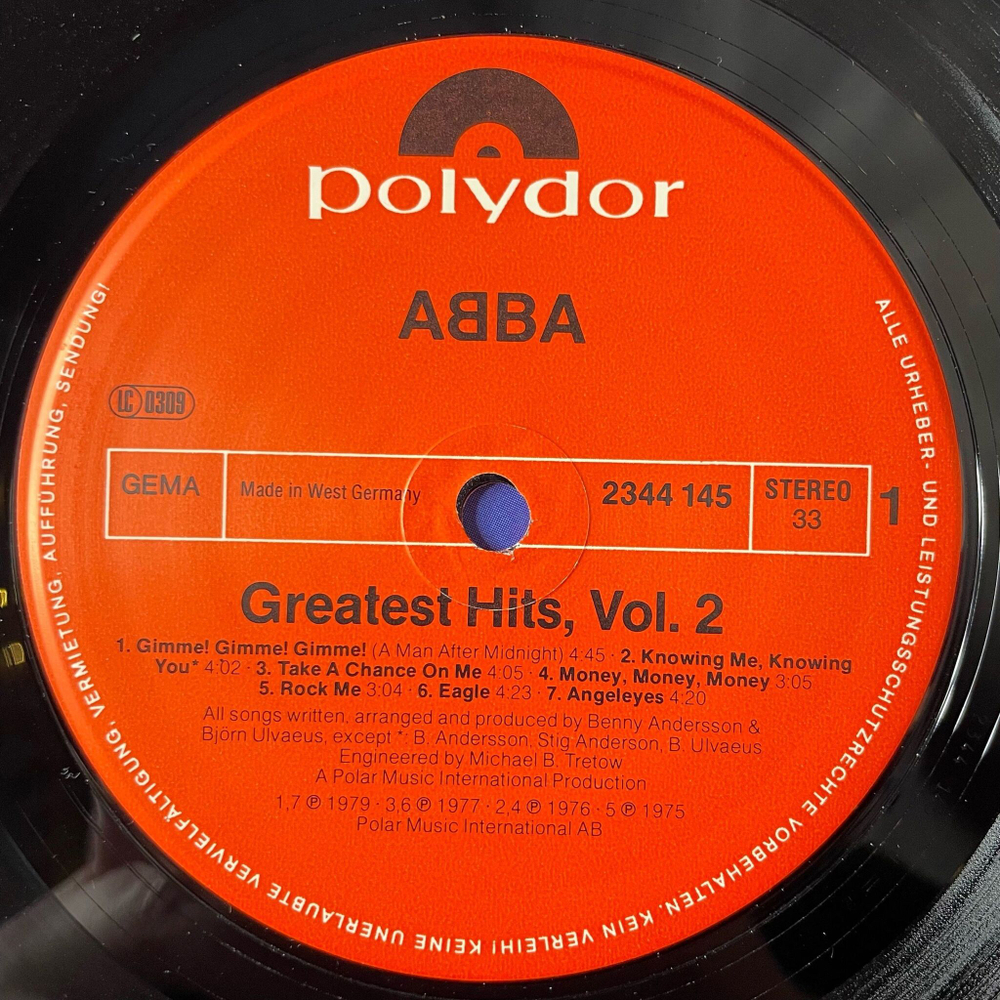 polydor
AᗺBA
LC 0309
GEMA
Made in West Germany
2344 145
STEREO
33
1
Greatest Hits, Vol. 2
1. Gimme! Gimme! Gimme! (A Man After Midnight) 4:45 · 2. Knowing Me, Knowing
You* 4:02 · 3. Take A Chance On Me 4:05 · 4. Money, Money, Money 3:05
5. Rock Me 3:04 · 6. Eagle 4:23 · 7. Angeleyes 4:20
All songs written, arranged and produced by Benny Andersson &
Björn Ulvaeus, except *: B. Andersson, Stig Anderson, B. Ulvaeus
Engineered by Michael B. Tretow
A Polar Music International Production
1,7 ℗ 1979 · 3,6 ℗ 1977 · 2,4 ℗ 1976 · 5 ℗ 1975
Polar Music International AB
ALLE URHEBER- UND LEISTUNGSSCHUTZRECHTE VORBEHALTEN. KEIN VERLEIH! KEINE UNERLAUBTE VERVIELFÄLTIGUNG, VERMIETUNG, AUFFÜHRUNG, SENDUNG!